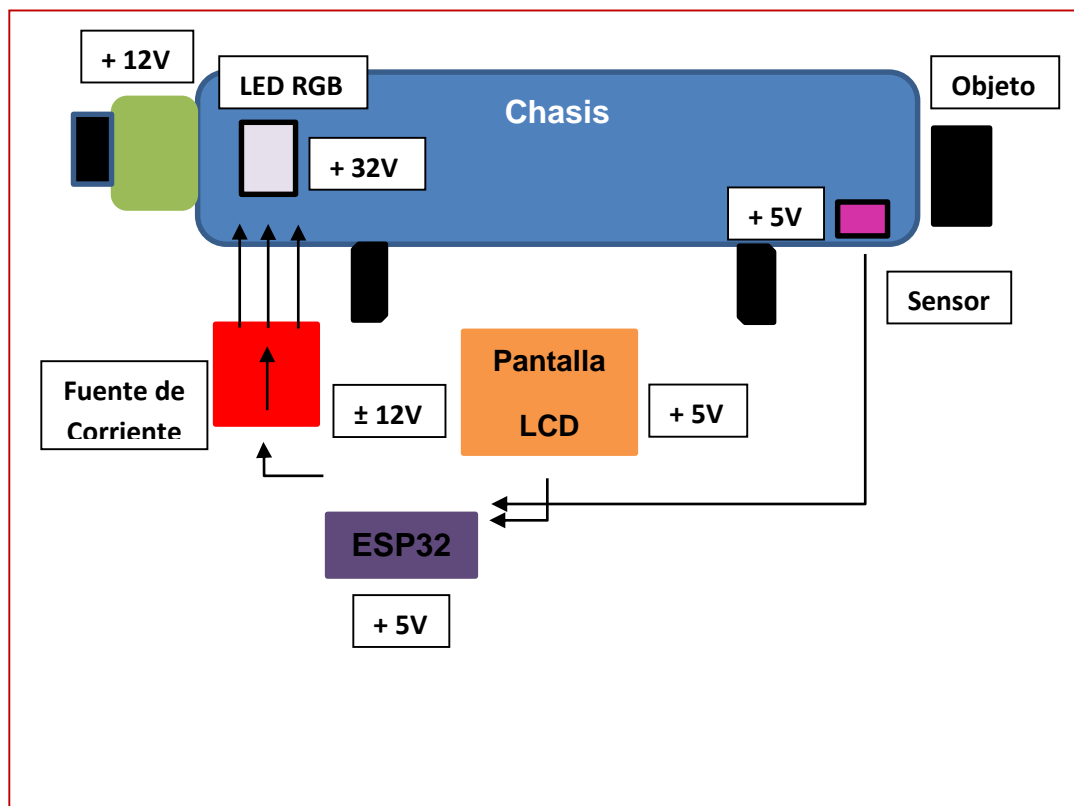 + 12V
LED RGB
Chasis
Objeto
+ 32V
+ 5V
Sensor
Fuente de
Corriente
± 12V
Pantalla
LCD
+ 5V
ESP32
+ 5V